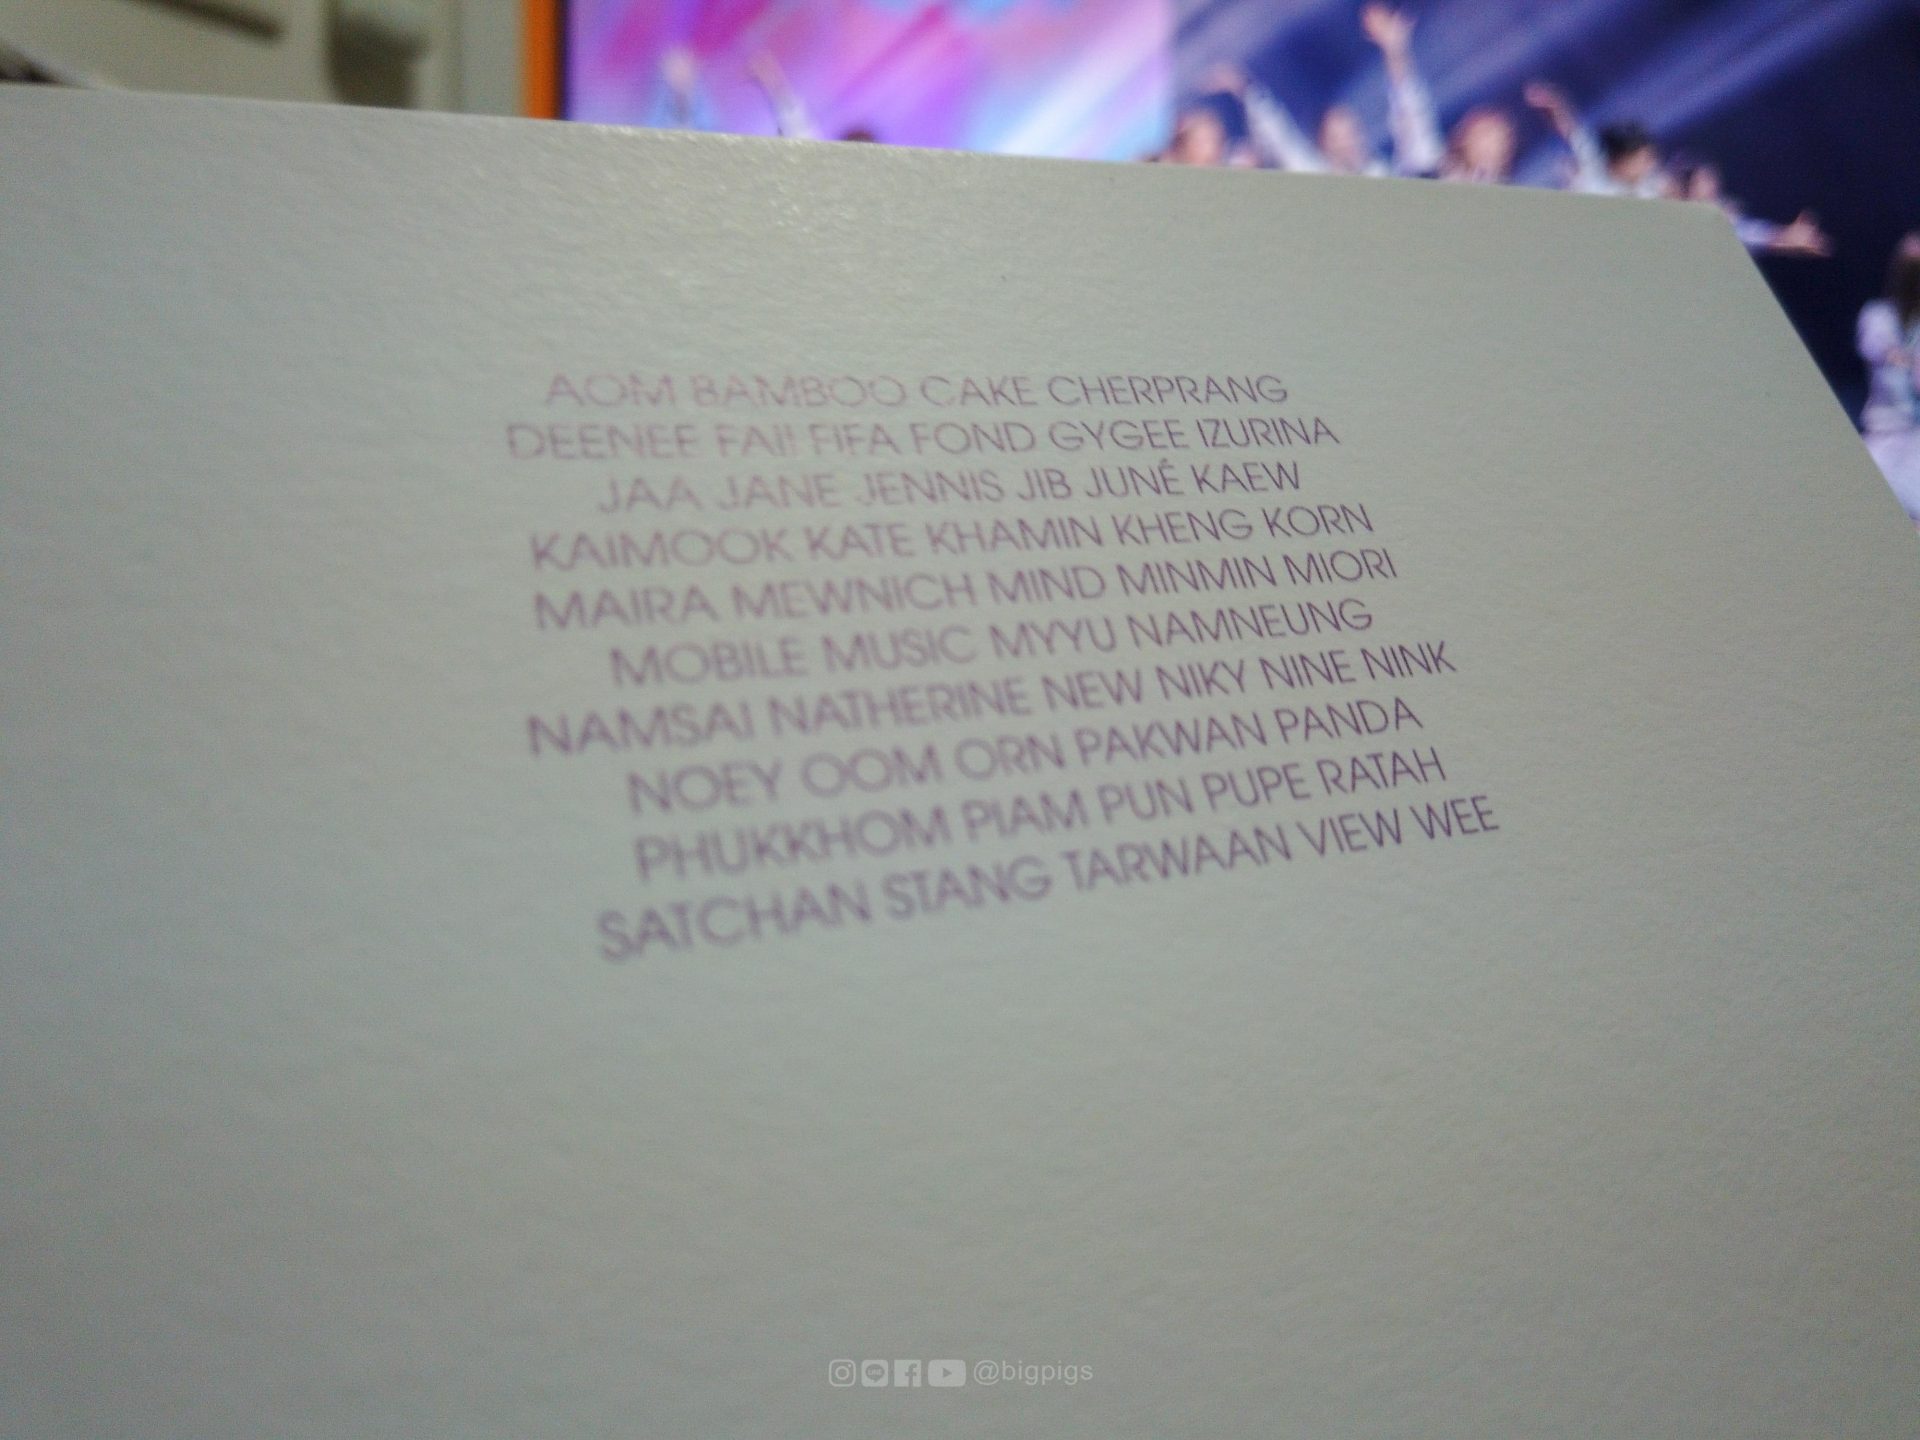 AOM BAMBOO CAKE CHERPRANG
DEENEE FAII FIFA FOND GYGEE IZURINA
JAA JANE JENNIS JIB JUNÉ KAEW
KAIMOOK KATE KHAMIN KHENG KORN
MAIRA MEWNICH MIND MINMIN MIORI
MOBILE MUSIC MYYU NAMNEUNG
NAMSAI NATHERINE NEW NIKY NINE NINK
NOEY OOM ORN PAKWAN PANDA
PHUKKHOM PIAM PUN PUPE RATAH
SATCHAN STANG TARWAAN VIEW WEE
@bigpigs